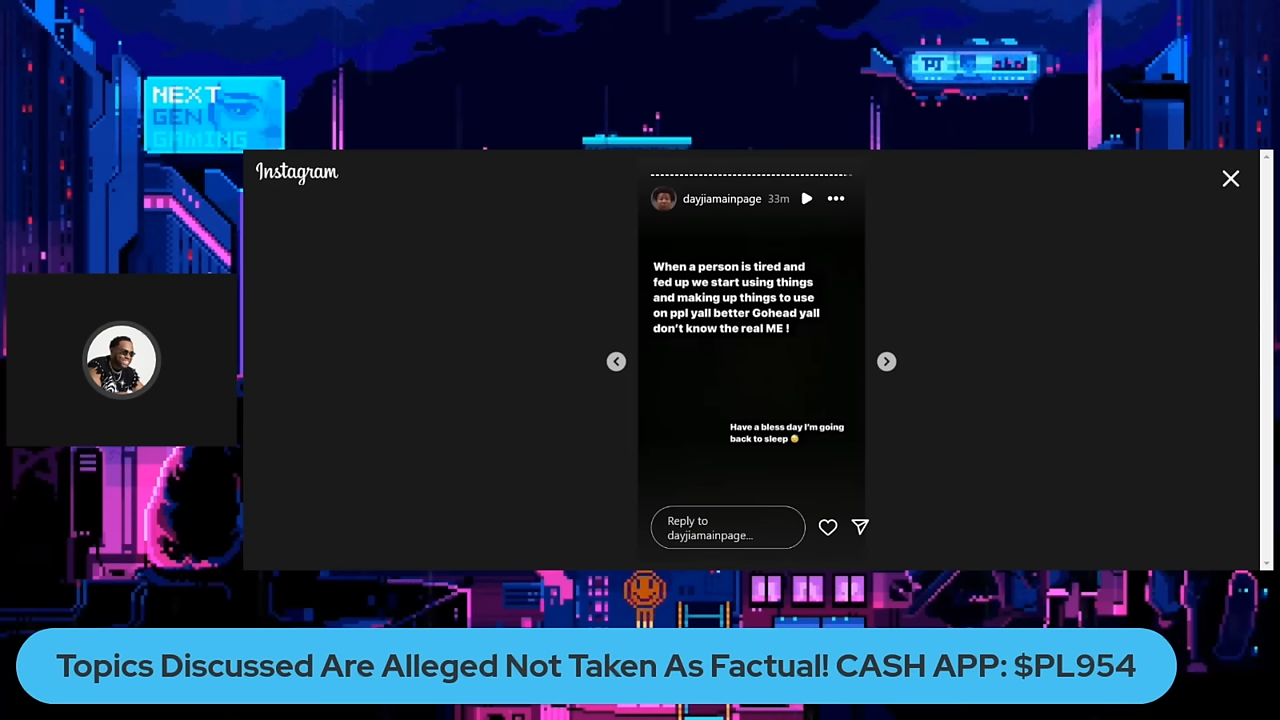 NEXT
GEN
GAMING
Instagram
dayjiamainpage 33m
When a person is tired and
fed up we start using things
and making up things to use
on ppl yall better Gohead yall
don't know the real ME !
Have a bless day I'm going
back to sleep 😴
Reply to
dayjiamainpage...
Topics Discussed Are Alleged Not Taken As Factual! CASH APP: $PL954